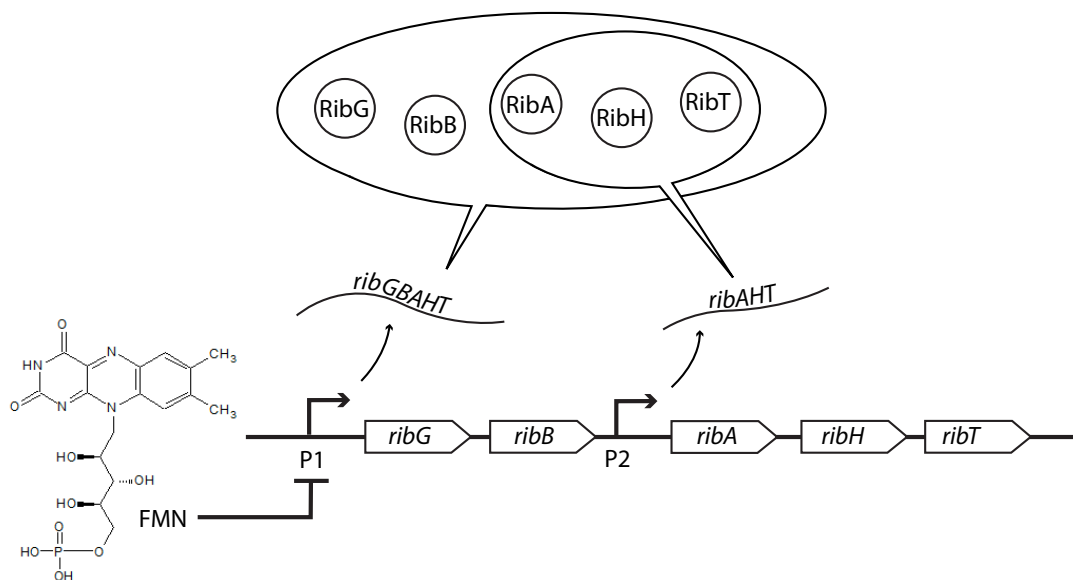 RibG
RibB
RibA
RibH
RibT
ribGBAHT
ribAHT
O
N
CH3
HN
O
N
N
CH3
HO
OH
HO
O
HO
P
O
OH
P1
ribG
ribB
P2
ribA
ribH
ribT
FMN